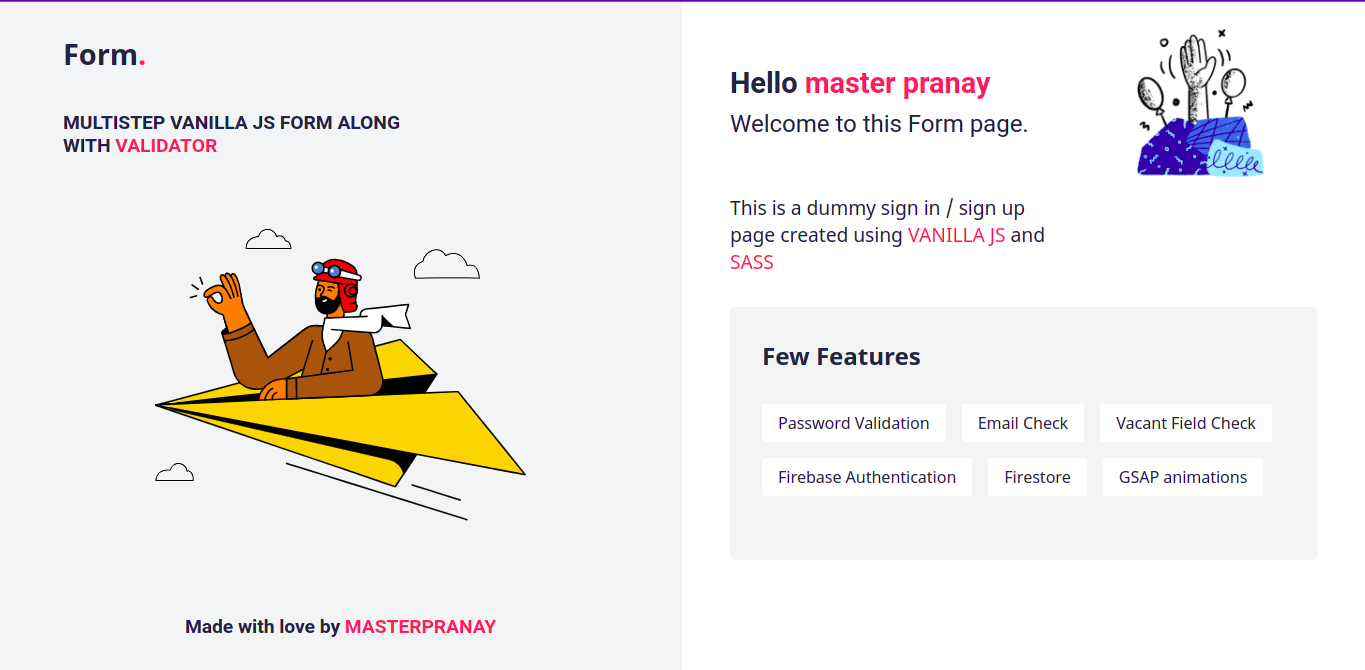 Form.
MULTISTEP VANILLA JS FORM ALONG
WITH VALIDATOR
Made with love by MASTERPRANAY
Hello master pranay
Welcome to this Form page.
This is a dummy sign in / sign up
page created using VANILLA JS and
SASS
Few Features
Password Validation
Email Check
Vacant Field Check
Firebase Authentication
Firestore
GSAP animations